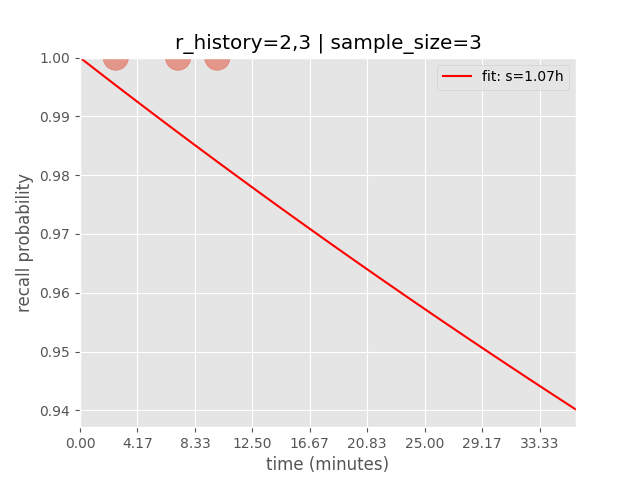 r_history=2,3 | sample_size=3
fit: s=1.07h
recall probability
1.00
0.99
0.98
0.97
0.96
0.95
0.94
0.00 4.17 8.33 12.50 16.67 20.83 25.00 29.17 33.33
time (minutes)